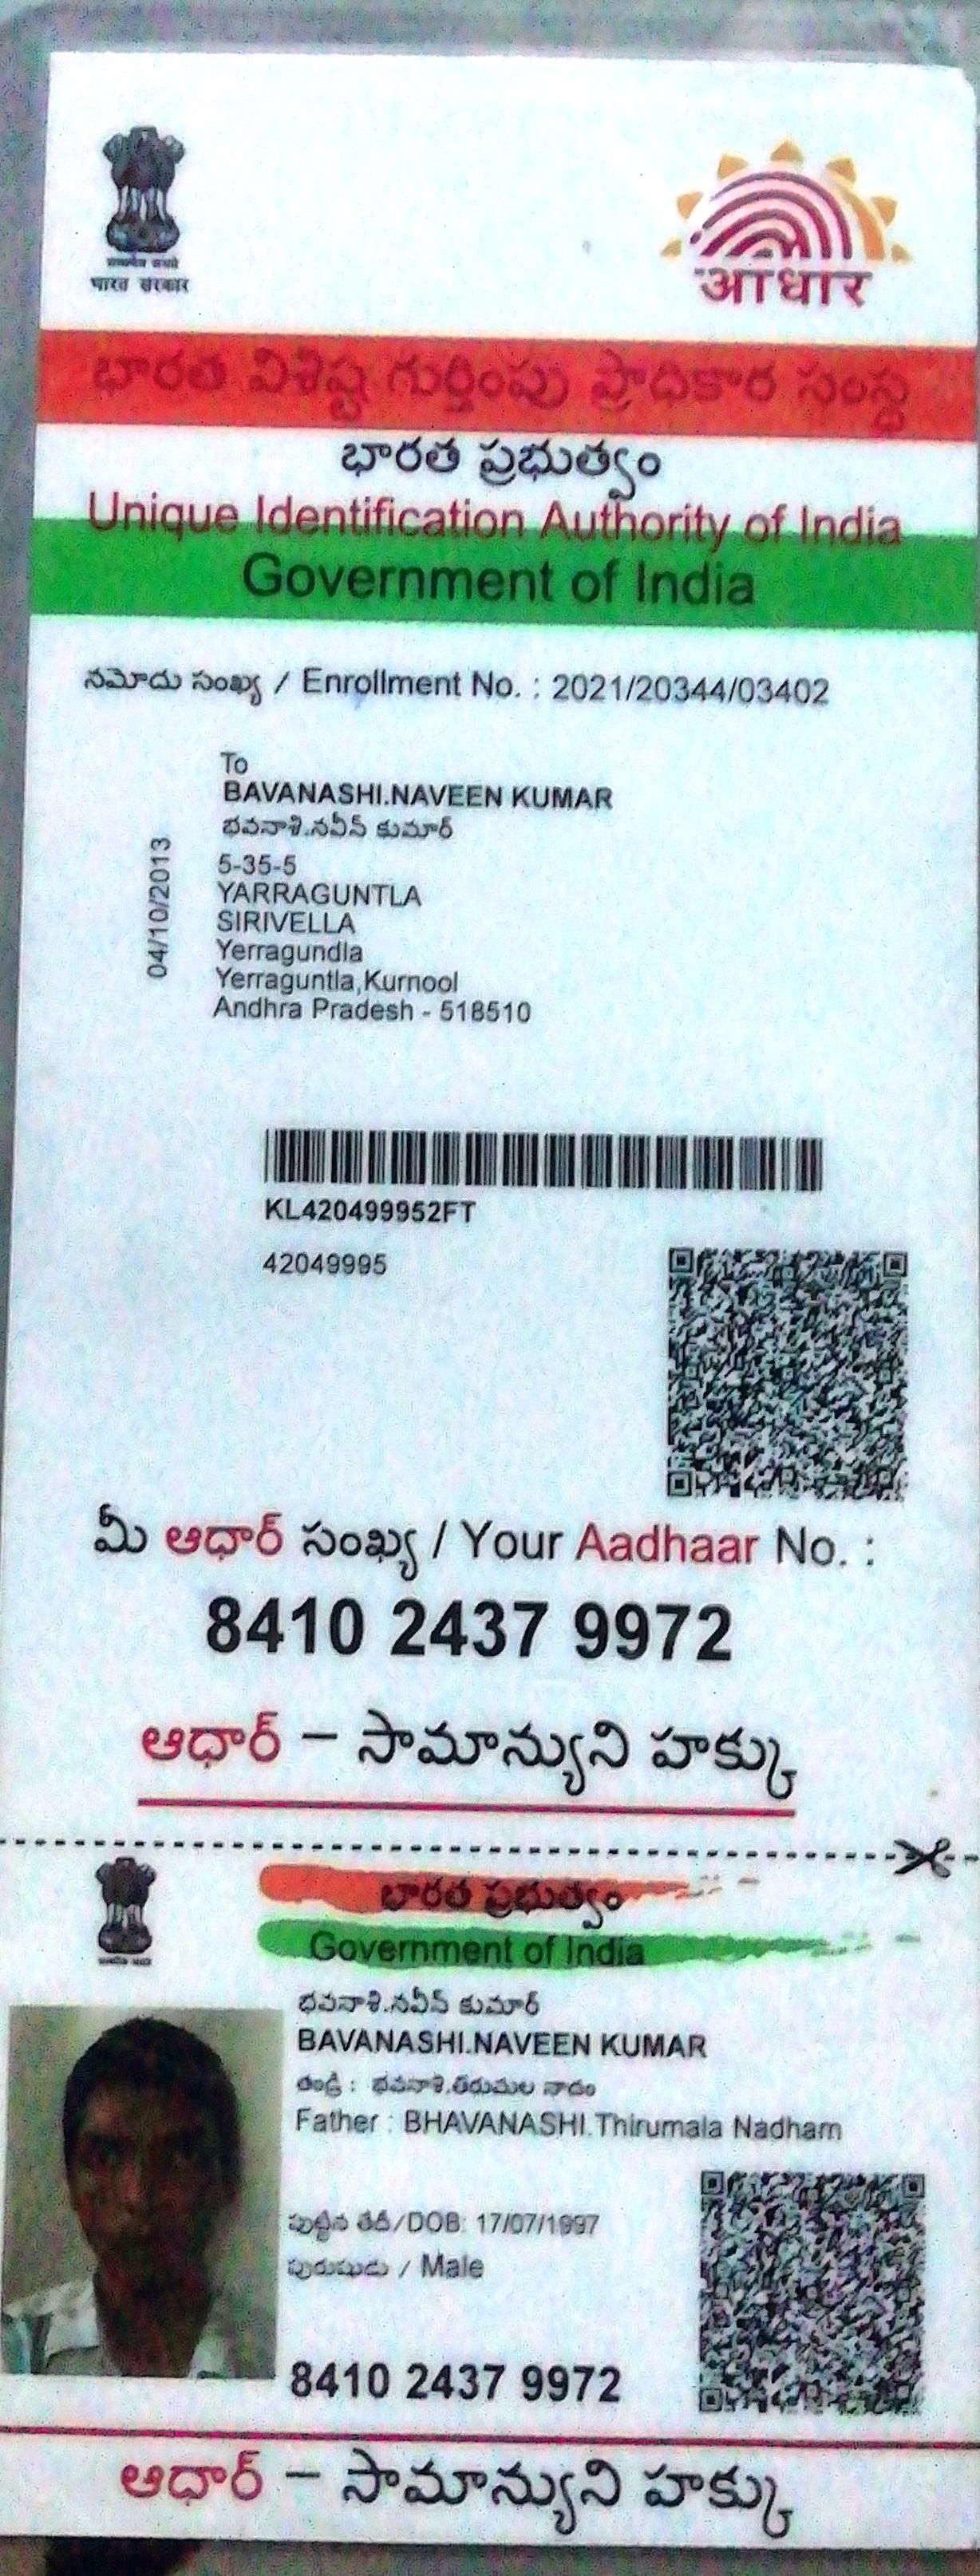 भारत सरकार
आधार
భారత విశిష్ట గుర్తింపు ప్రాధికార సంస్థ
భారత ప్రభుత్వం
Unique Identification Authority of India
Government of India
నమోదు సంఖ్య / Enrollment No. : 2021/20344/03402
To
BAVANASHI.NAVEEN KUMAR
భవనాశి.నవీన్ కుమార్
5-35-5
YARRAGUNTLA
SIRIVELLA
Yerragundla
Yerraguntla,Kurnool
Andhra Pradesh - 518510
04/10/2013
KL420499952FT
42049995
మీ ఆధార్ సంఖ్య / Your Aadhaar No. :
8410 2437 9972
ఆధార్ – సామాన్యుని హక్కు
భారత ప్రభుత్వం
Government of India
భవనాశి.నవీన్ కుమార్
BAVANASHI.NAVEEN KUMAR
తండ్రి : భవనాశి.తిరుమల నాదం
Father : BHAVANASHI.Thirumala Nadham
పుట్టిన తేదీ/DOB: 17/07/1997
పురుషుడు / Male
8410 2437 9972
ఆధార్ – సామాన్యుని హక్కు